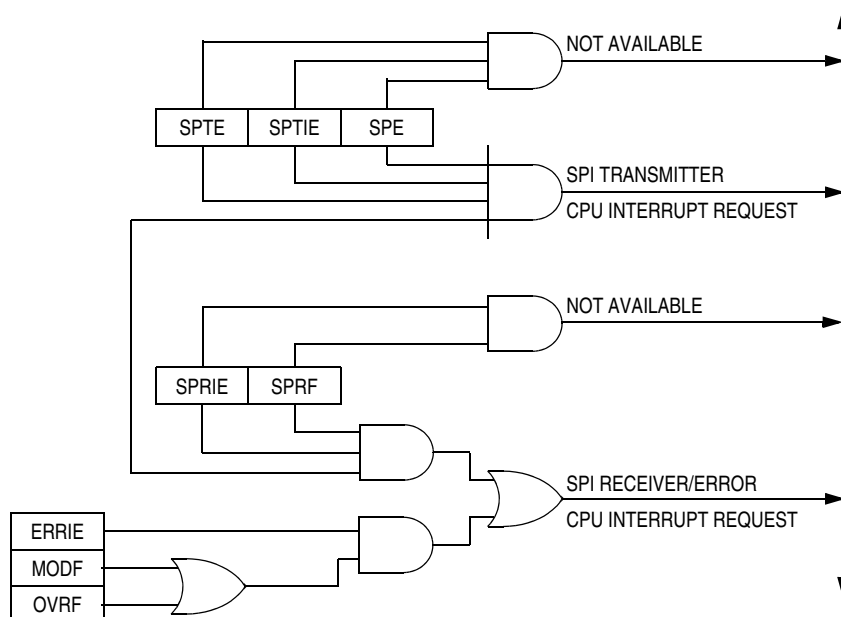 NOT AVAILABLE
SPTE SPTIE SPE
SPI TRANSMITTER
CPU INTERRUPT REQUEST
NOT AVAILABLE
SPRIE SPRF
SPI RECEIVER/ERROR
CPU INTERRUPT REQUEST
ERRIE
MODF
OVRF